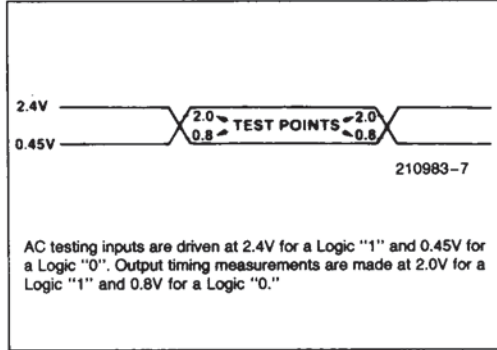 2.4V
2.0 TEST POINTS 2.0
0.8 0.8
0.45V
210983-7
AC testing inputs are driven at 2.4V for a Logic "1" and 0.45V for
a Logic "0". Output timing measurements are made at 2.0V for a
Logic "1" and 0.8V for a Logic "0."